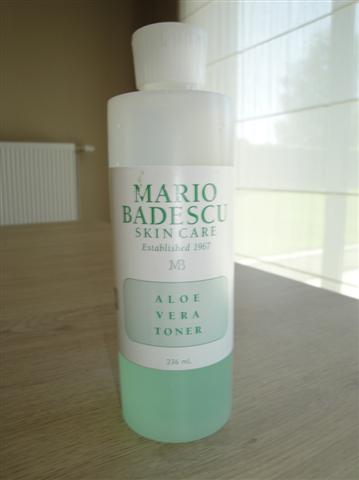 MARIO
BADESCU
SKIN CARE
Established 1967
MB
ALOE
VERA
TONER
236 mL